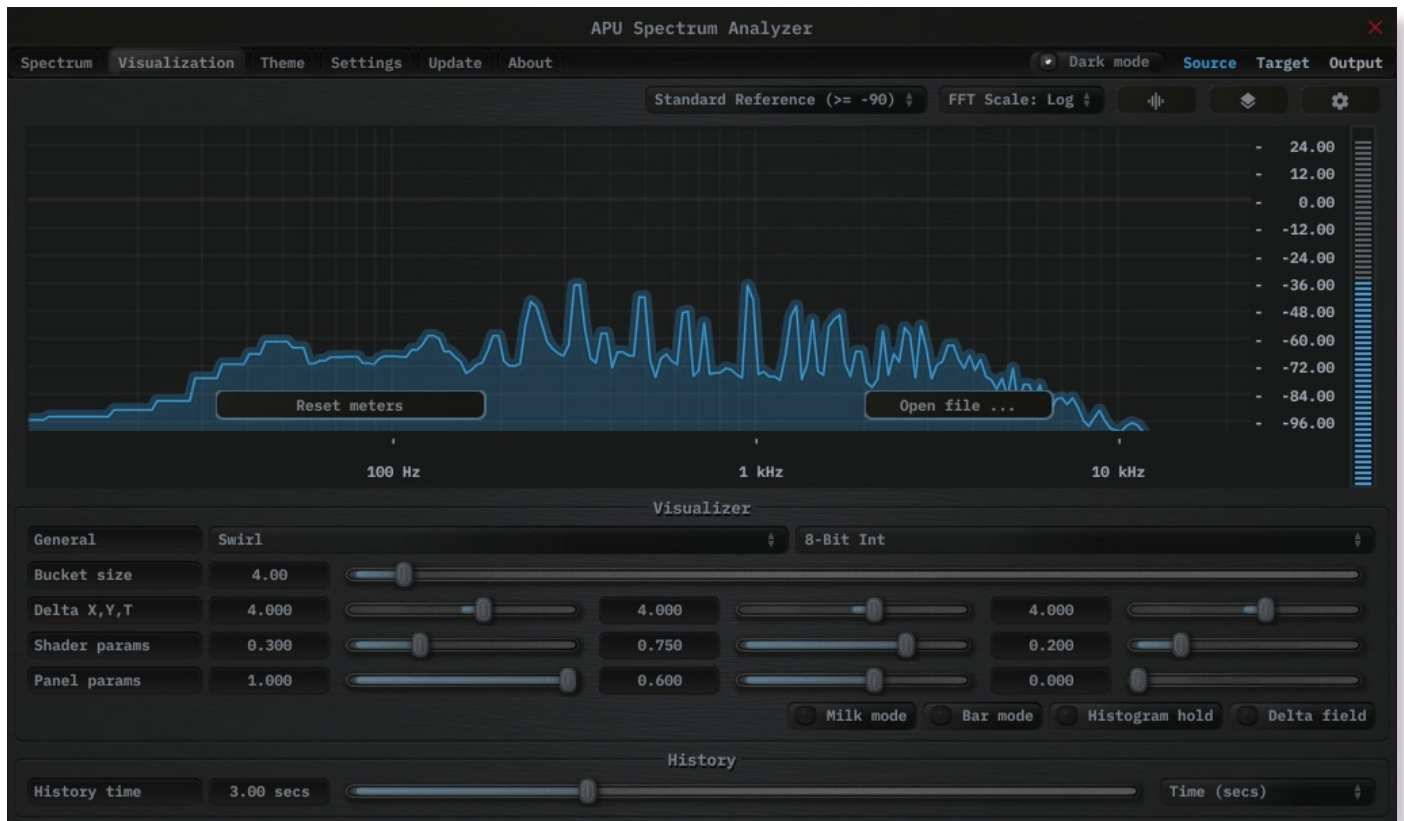 APU Spectrum Analyzer
Spectrum Visualization Theme Settings Update About Dark mode Source Target Output
Standard Reference (>= -90) FFT Scale: Log
- 24.00
- 12.00
- 0.00
- -12.00
- -24.00
- -36.00
- -48.00
- -60.00
- -72.00
- -84.00
- -96.00
Reset meters Open file ...
100 Hz 1 kHz 10 kHz
Visualizer
General Swirl 8-Bit Int
Bucket size 4.00
Delta X,Y,T 4.000 4.000 4.000
Shader params 0.300 0.750 0.200
Panel params 1.000 0.600 0.000
Milk mode Bar mode Histogram hold Delta field
History
History time 3.00 secs Time (secs)